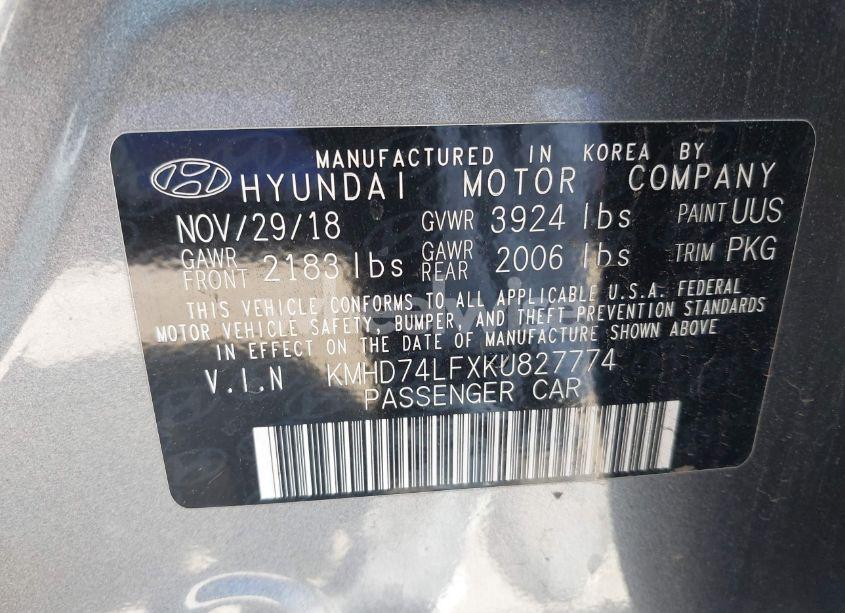 MANUFACTURED IN KOREA BY
HYUNDAI MOTOR COMPANY
NOV/29/18 GVWR 3924 lbs PAINT UUS
GAWR FRONT 2183 lbs GAWR REAR 2006 lbs TRIM PKG
THIS VEHICLE CONFORMS TO ALL APPLICABLE U.S.A. FEDERAL
MOTOR VEHICLE SAFETY, BUMPER, AND THEFT PREVENTION STANDARDS
IN EFFECT ON THE DATE OF MANUFACTURE SHOWN ABOVE
V.I.N KMHD74LFXKU827774
PASSENGER CAR